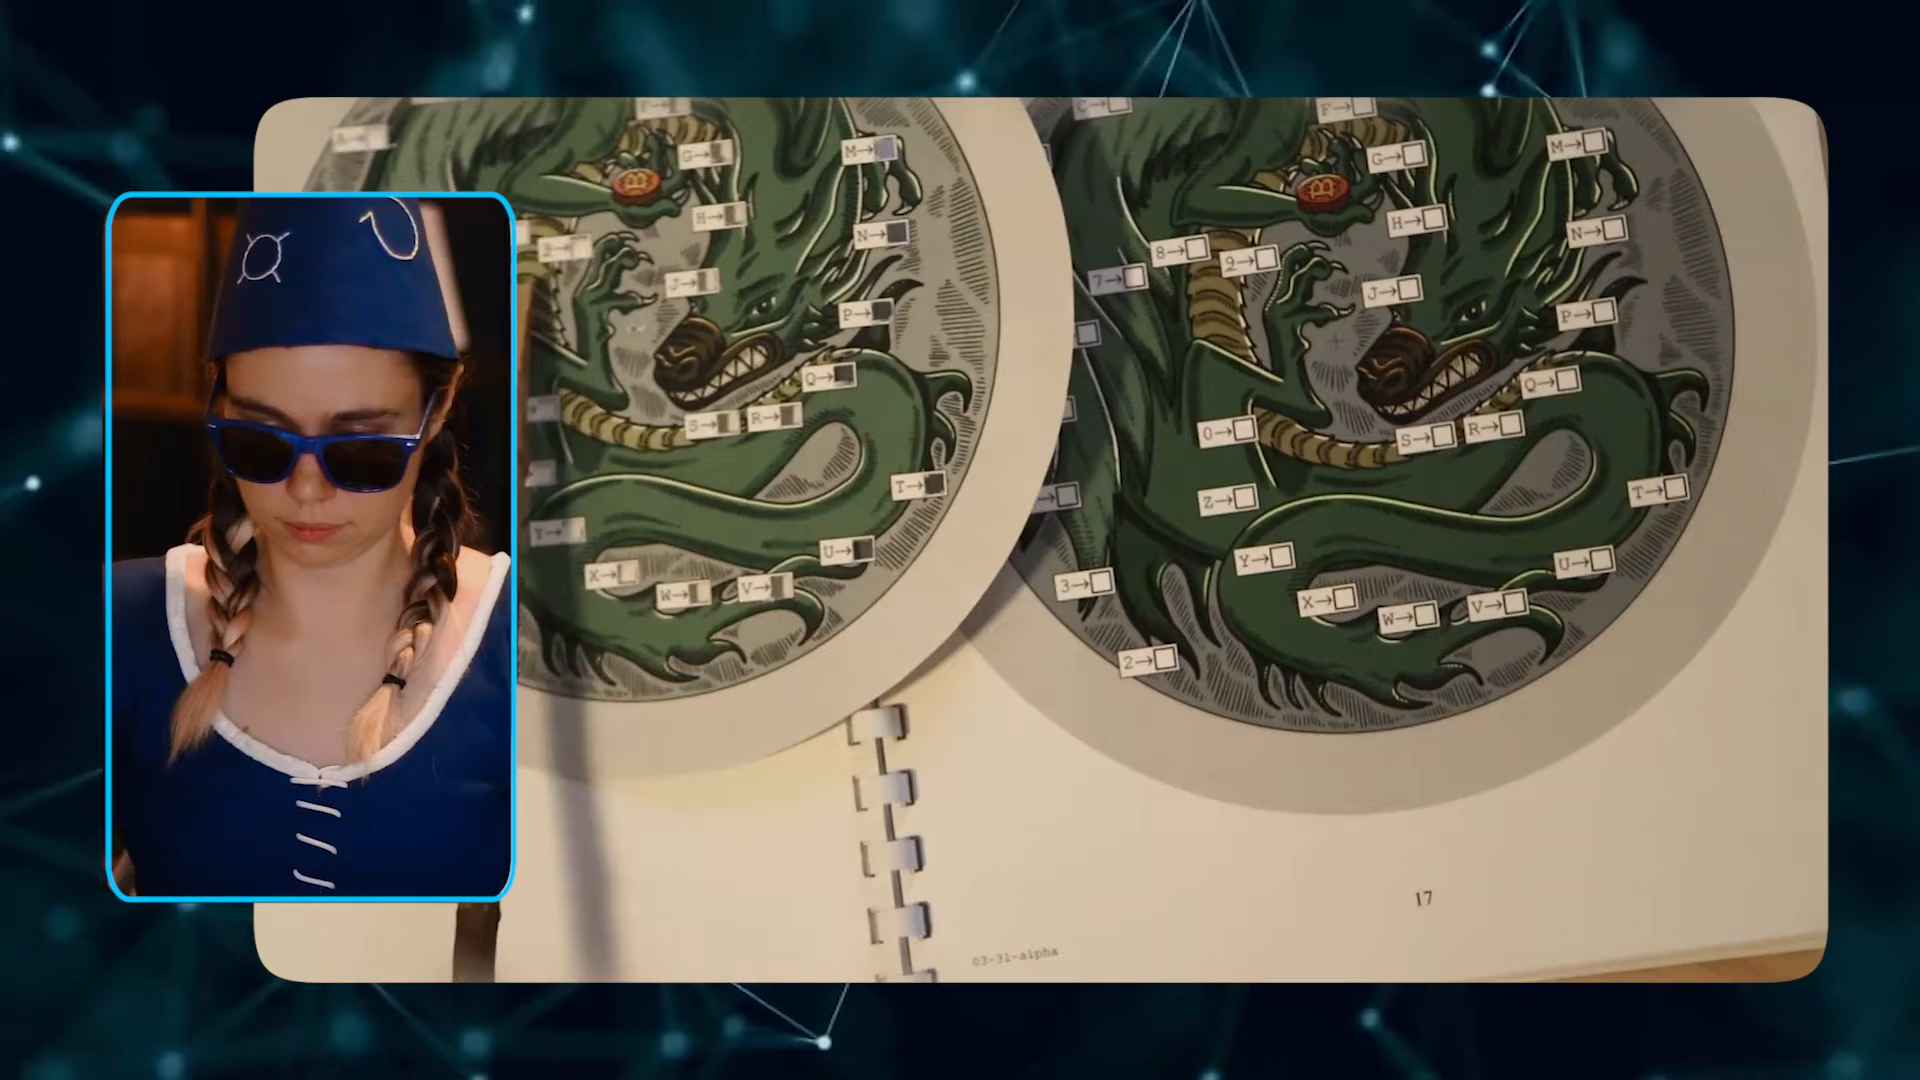 F→
G→
M→
H→
N→
J→
P→
Q→
S→
R→
T→
U→
Y→
X→
W→
V→
C→
F→
G→
M→
H→
N→
8→
9→
7→
J→
P→
Q→
0→
S→
R→
Z→
T→
Y→
U→
3→
X→
W→
V→
2→
17
03-31-alpha